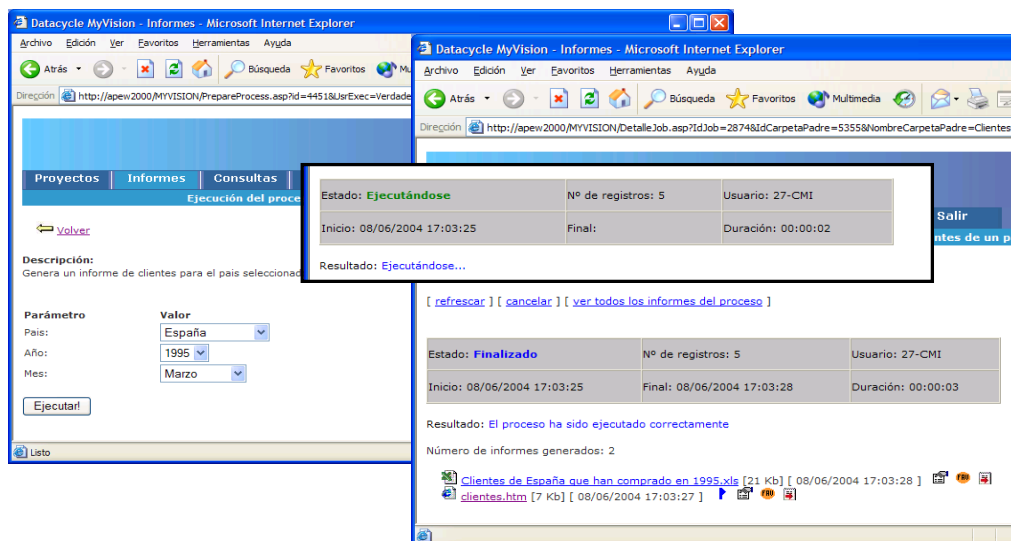 Datacycle MyVision - Informes - Microsoft Internet Explorer
Archivo Edición Ver Favoritos Herramientas Ayuda
Atrás Búsqueda Favoritos Mu
Dirección http://apew2000/MYVISION/PrepareProcess.asp?id=4451&UsrExec=Verdade
Proyectos Informes Consultas
Ejecución del proce
Volver
Descripción:
Genera un informe de clientes para el pais seleccionad
Parámetro Valor
Pais: España
Año: 1995
Mes: Marzo
Ejecutar!
Listo
Datacycle MyVision - Informes - Microsoft Internet Explorer
Archivo Edición Ver Favoritos Herramientas Ayuda
Atrás Búsqueda Favoritos Multimedia
Dirección http://apew2000/MYVISION/DetalleJob.asp?IdJob=2874&IdCarpetaPadre=5355&NombreCarpetaPadre=Clientes
Salir
ntes de un p
Estado: Ejecutándose Nº de registros: 5 Usuario: 27-CMI
Inicio: 08/06/2004 17:03:25 Final: Duración: 00:00:02
Resultado: Ejecutándose...
[ refrescar ] [ cancelar ] [ ver todos los informes del proceso ]
Estado: Finalizado Nº de registros: 5 Usuario: 27-CMI
Inicio: 08/06/2004 17:03:25 Final: 08/06/2004 17:03:28 Duración: 00:00:03
Resultado: El proceso ha sido ejecutado correctamente
Número de informes generados: 2
Clientes de España que han comprado en 1995.xls [21 Kb] [ 08/06/2004 17:03:28 ] FAV
clientes.htm [7 Kb] [ 08/06/2004 17:03:27 ] FAV